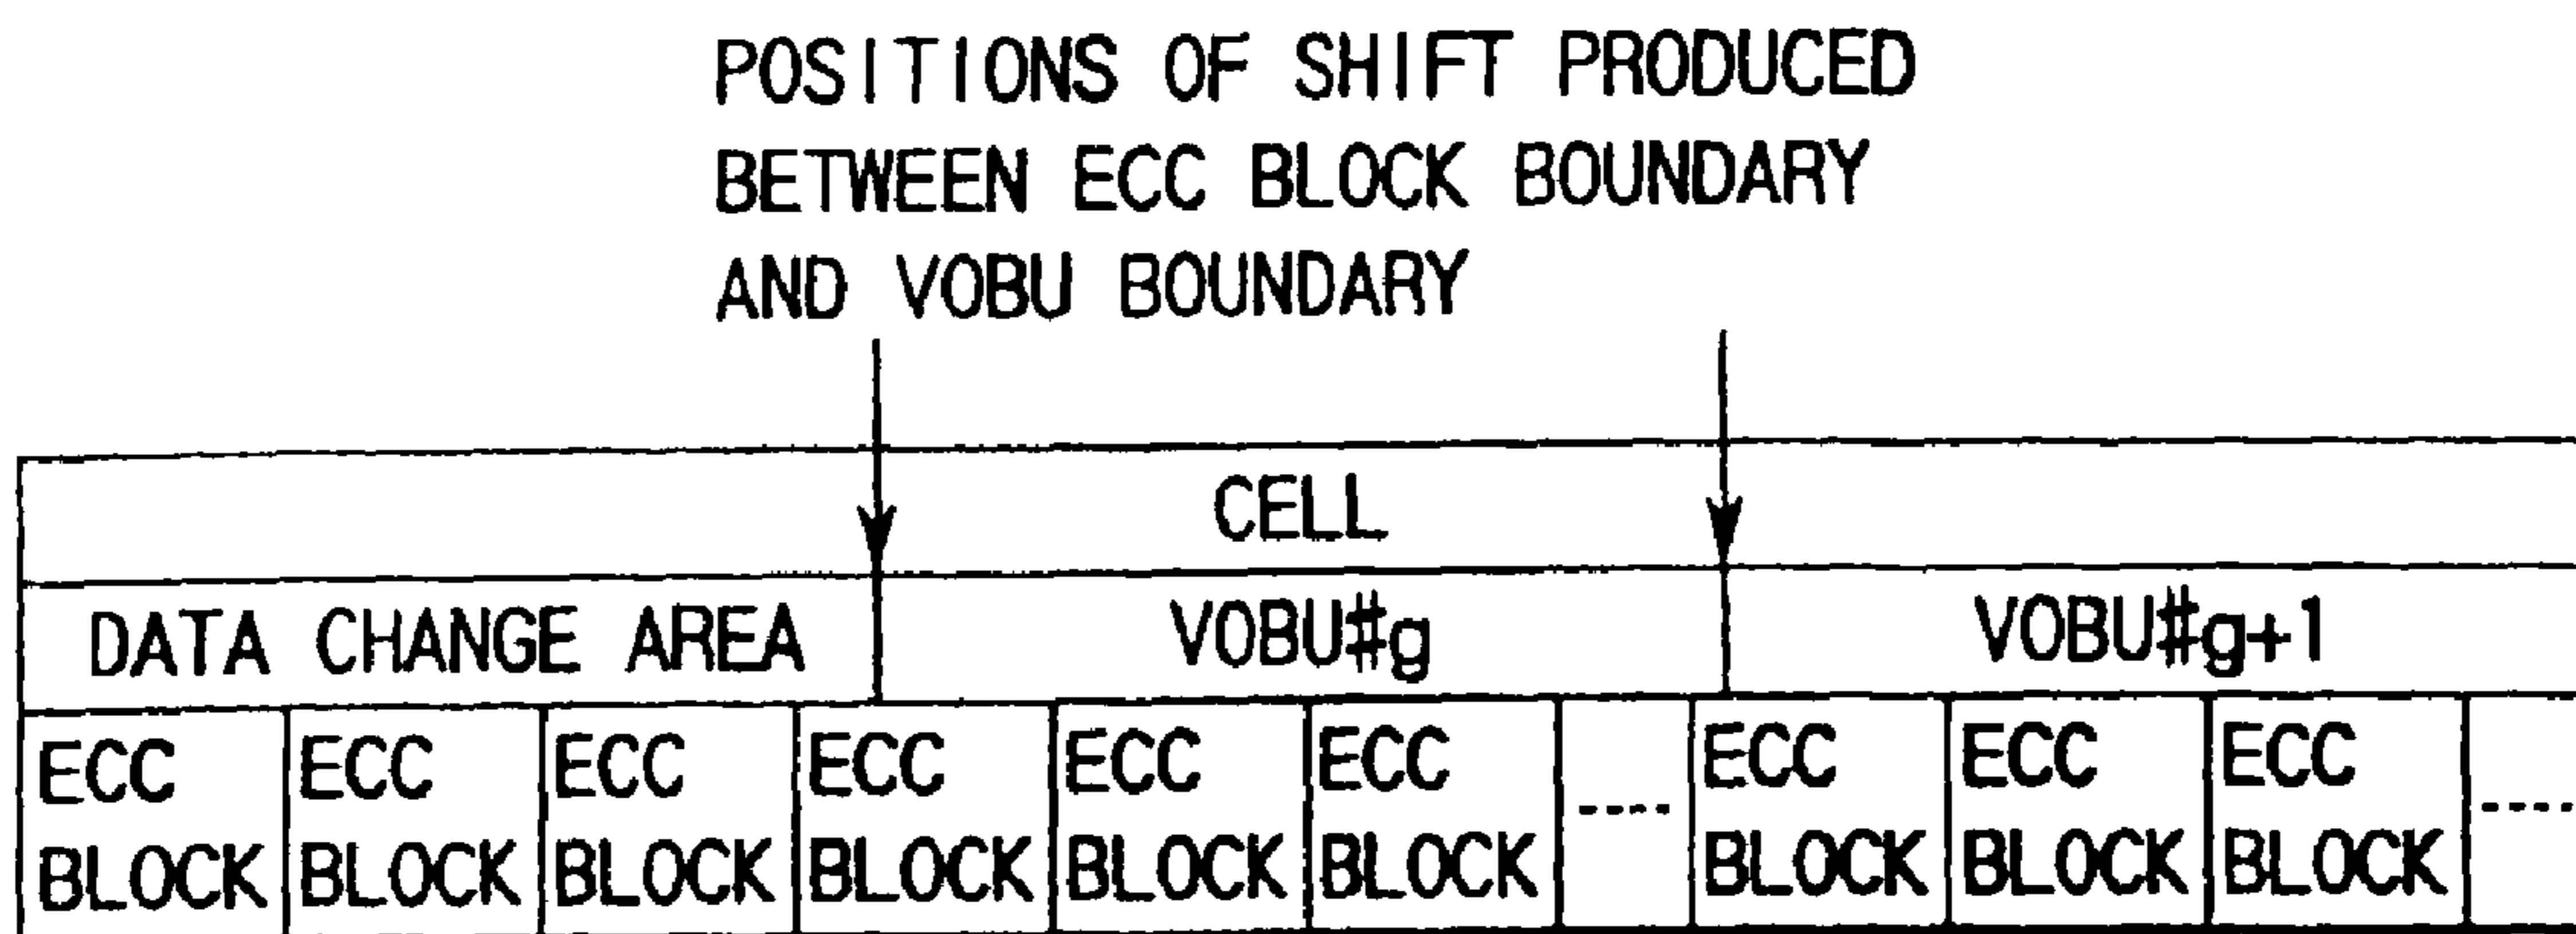 POSITIONS OF SHIFT PRODUCED
BETWEEN ECC BLOCK BOUNDARY
AND VOBU BOUNDARY
CELL
DATA CHANGE AREA VOBU#g VOBU#g+1
ECC ECC ECC ECC ECC ECC ---- ECC ECC ECC ----
BLOCK BLOCK BLOCK BLOCK BLOCK BLOCK BLOCK BLOCK BLOCK